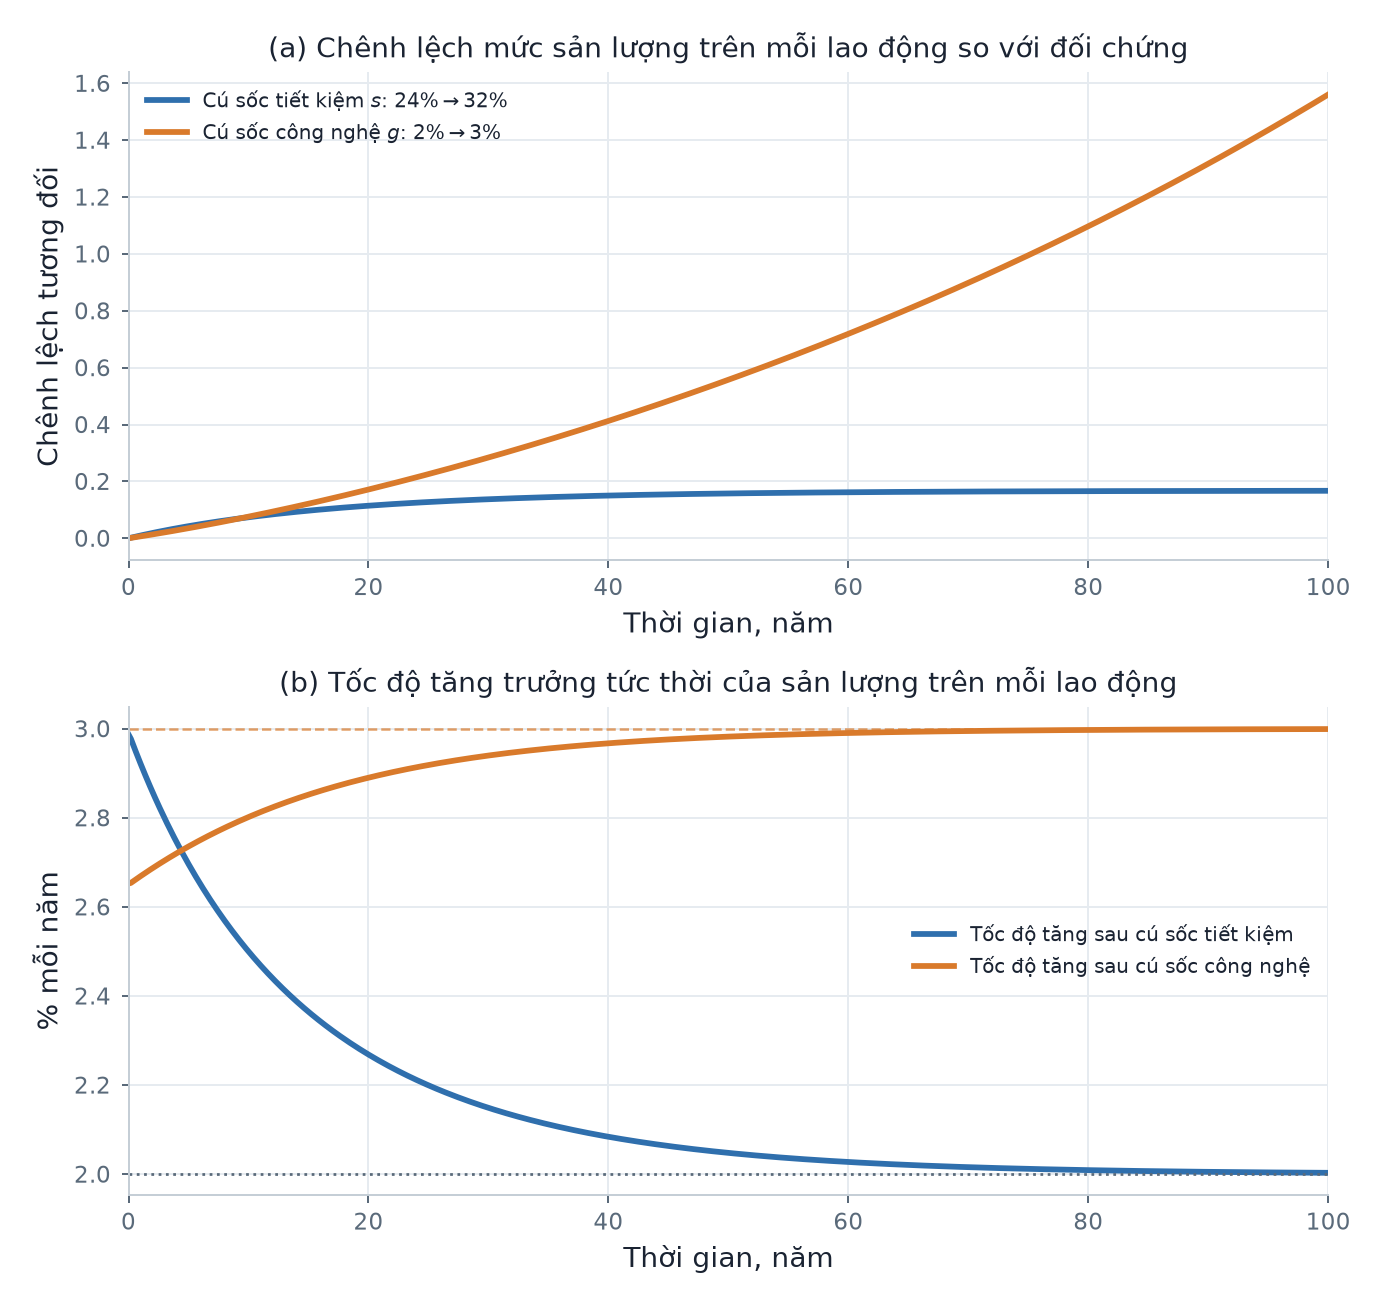 (a) Chênh lệch mức sản lượng trên mỗi lao động so với đối chứng
Chênh lệch tương đối
1.6
1.4
1.2
1.0
0.8
0.6
0.4
0.2
0.0
Cú sốc tiết kiệm s: 24%→32%
Cú sốc công nghệ g: 2%→3%
0 20 40 60 80 100
Thời gian, năm
(b) Tốc độ tăng trưởng tức thời của sản lượng trên mỗi lao động
% mỗi năm
3.0
2.8
2.6
2.4
2.2
2.0
Tốc độ tăng sau cú sốc tiết kiệm
Tốc độ tăng sau cú sốc công nghệ
0 20 40 60 80 100
Thời gian, năm